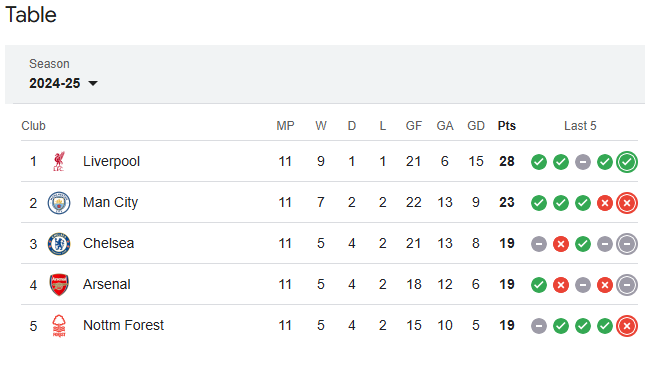 Table
Season
2024-25
Club MP W D L GF GA GD Pts Last 5
1 Liverpool 11 9 1 1 21 6 15 28
2 Man City 11 7 2 2 22 13 9 23
3 Chelsea 11 5 4 2 21 13 8 19
4 Arsenal 11 5 4 2 18 12 6 19
5 Nottm Forest 11 5 4 2 15 10 5 19